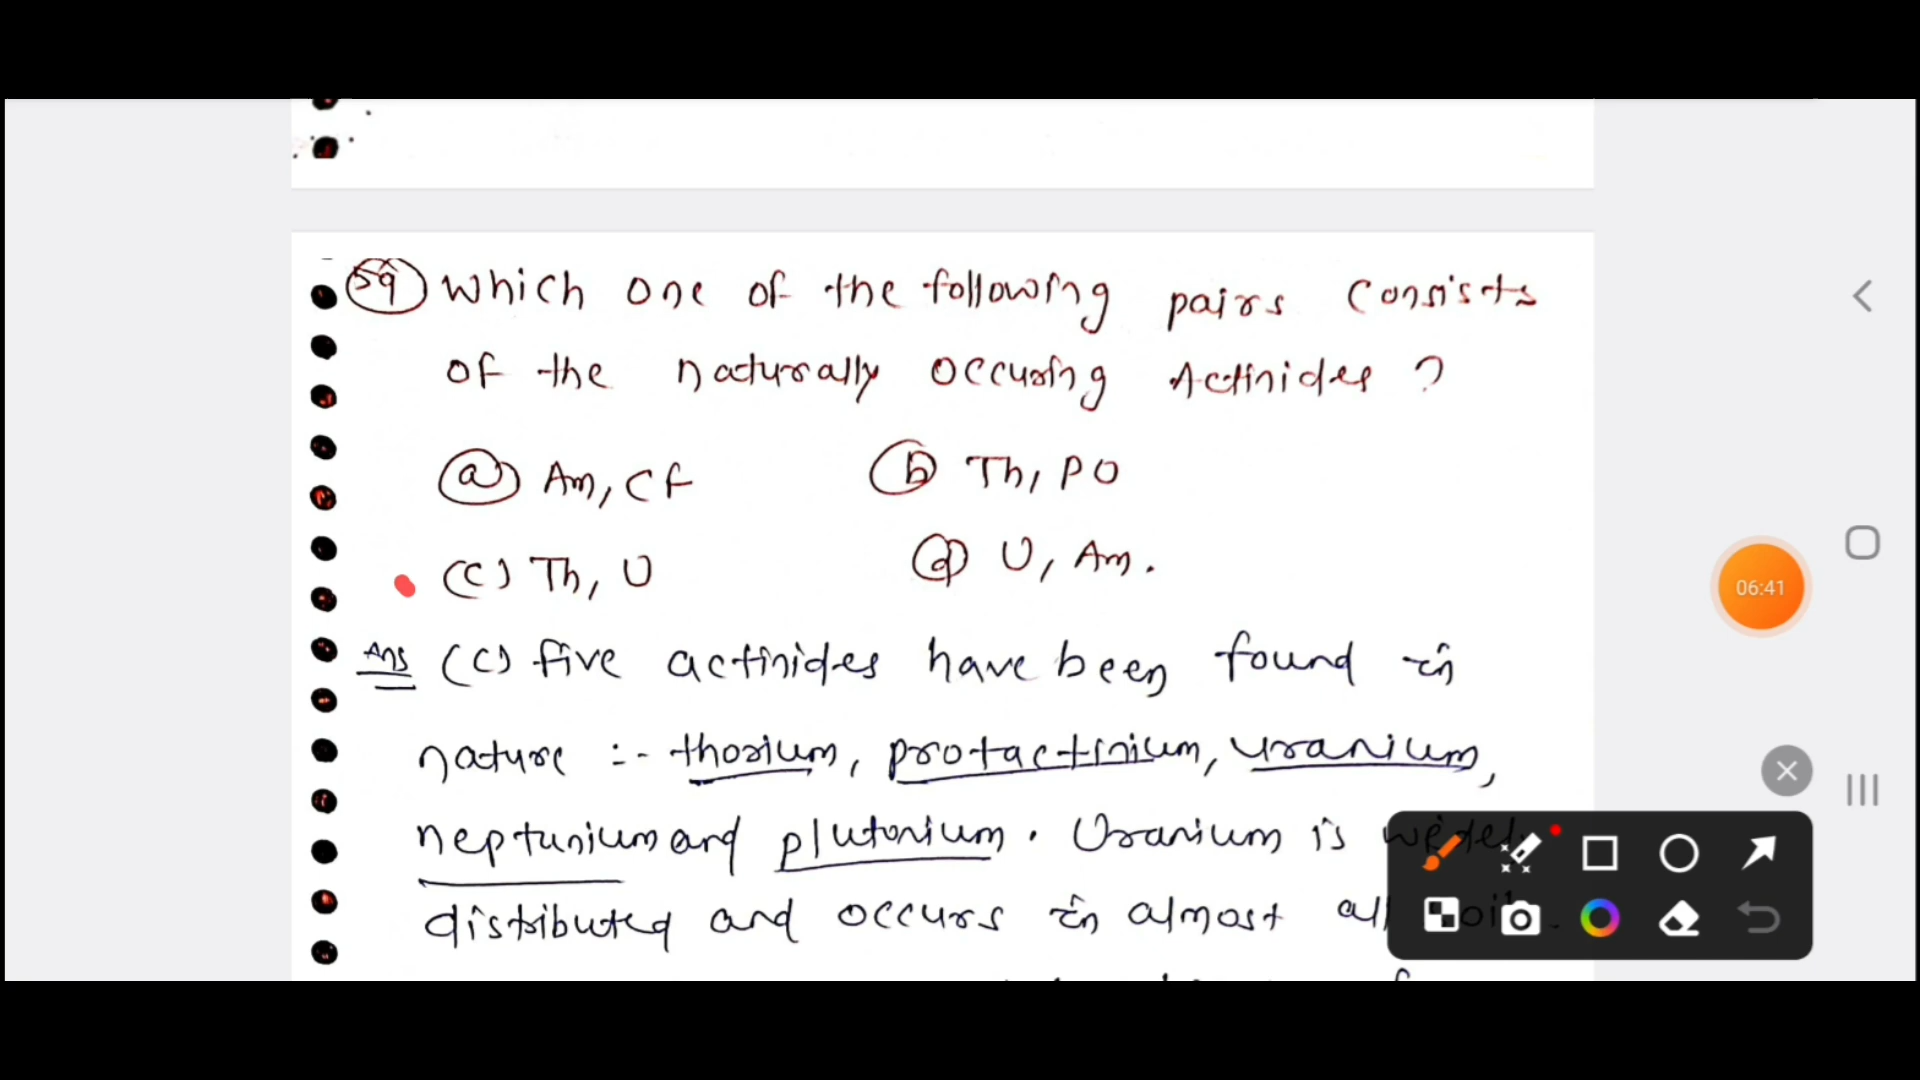 59 Which one of the following pairs consists
of the naturally occuring Actinides ?
(a) Am, Cf
(b) Th, PO
(c) Th, U
(d) U, Am.
Ans (c) five actinides have been found in
nature :- thorium, protactinium, uranium,
neptunium and plutonium. Uranium is widely
distributed and occurs in almost all soil.
06:41